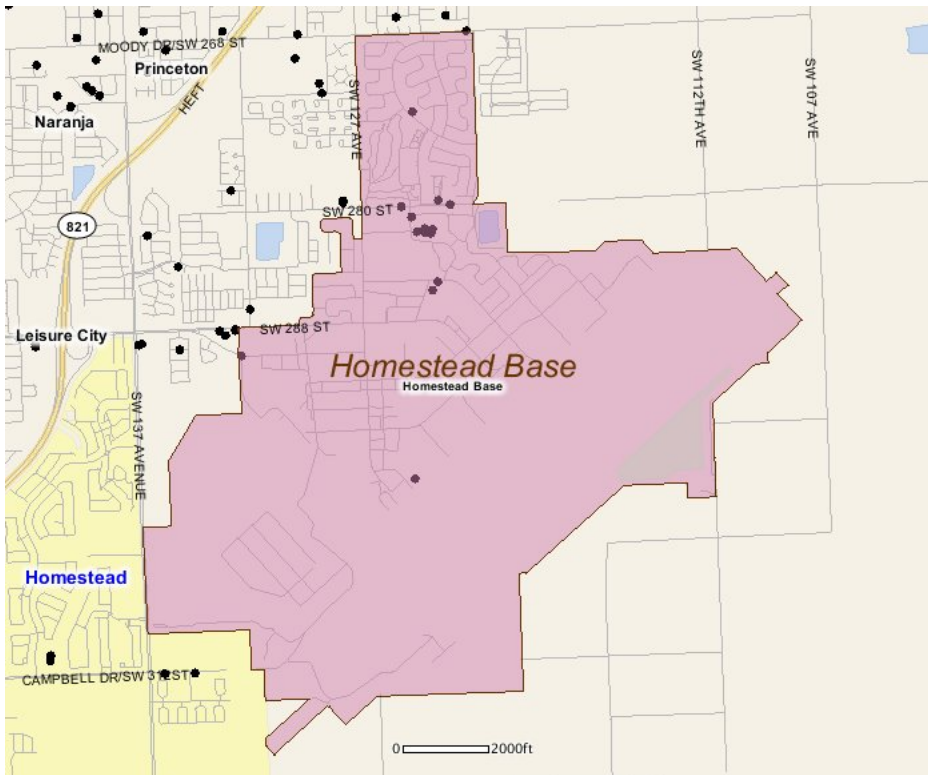 MOODY DR/SW 268 ST
Princeton
HEFT
Naranja
SW 127 AVE
SW 112TH AVE
SW 107 AVE
SW 280 ST
821
Leisure City
SW 288 ST
Homestead Base
Homestead Base
SW 137 AVENUE
Homestead
CAMPBELL DR/SW 312 ST
0 2000ft